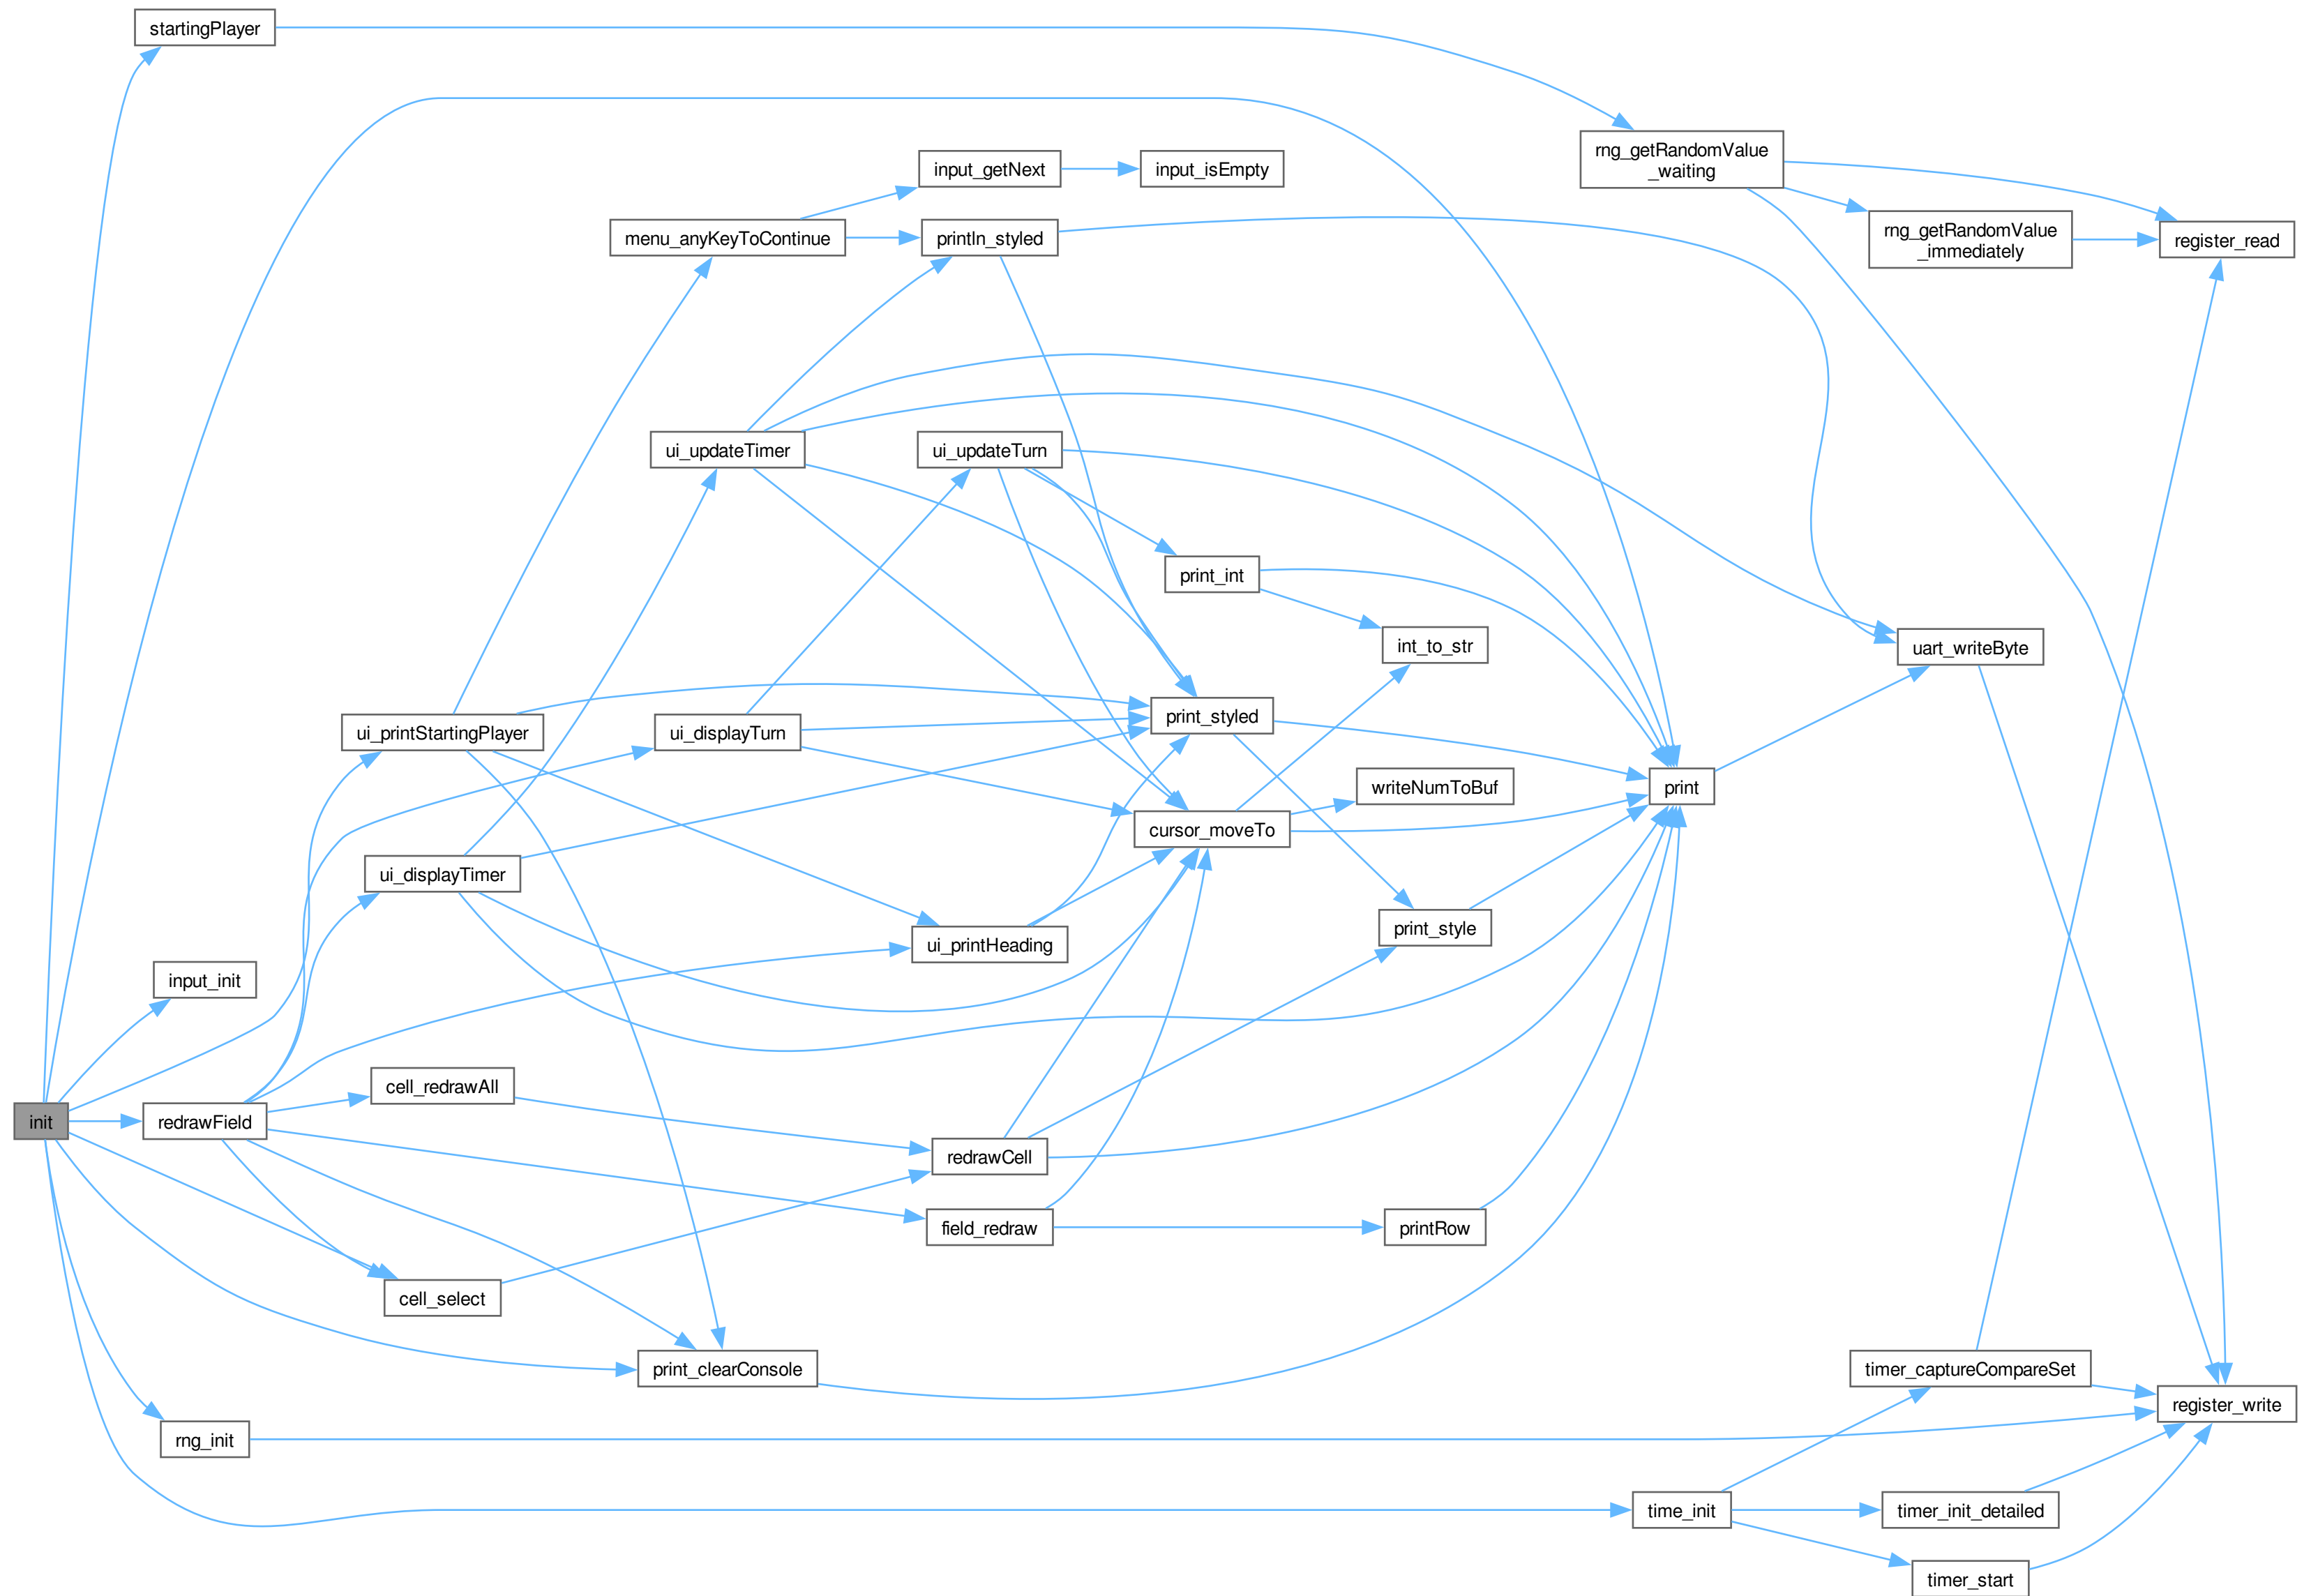 startingPlayer
rng_getRandomValue
_waiting
input_getNext
input_isEmpty
menu_anyKeyToContinue
println_styled
rng_getRandomValue
_immediately
register_read
ui_updateTimer
ui_updateTurn
print_int
int_to_str
uart_writeByte
ui_printStartingPlayer
ui_displayTurn
print_styled
writeNumToBuf
print
cursor_moveTo
ui_displayTimer
print_style
ui_printHeading
input_init
cell_redrawAll
init
redrawField
redrawCell
field_redraw
printRow
cell_select
print_clearConsole
timer_captureCompareSet
register_write
rng_init
time_init
timer_init_detailed
timer_start